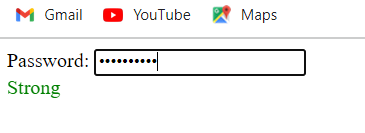 Gmail YouTube Maps
Password: ••••••••••
Strong